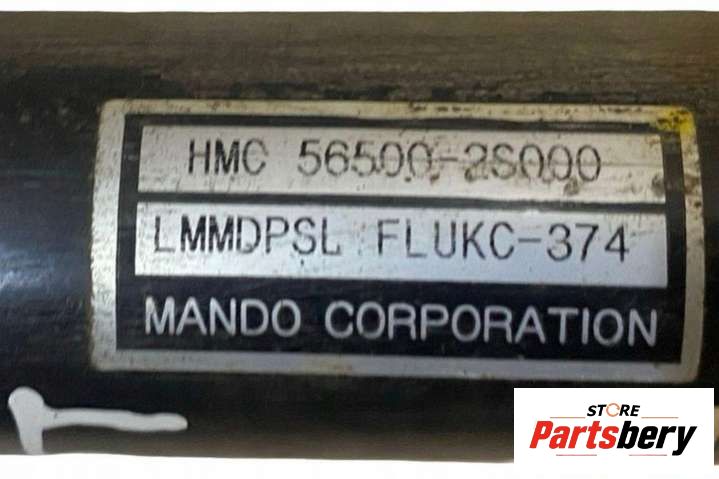 HMC 56500-2S000
LMMDPSL FLUKC-374
MANDO CORPORATION
STORE
Partsbery